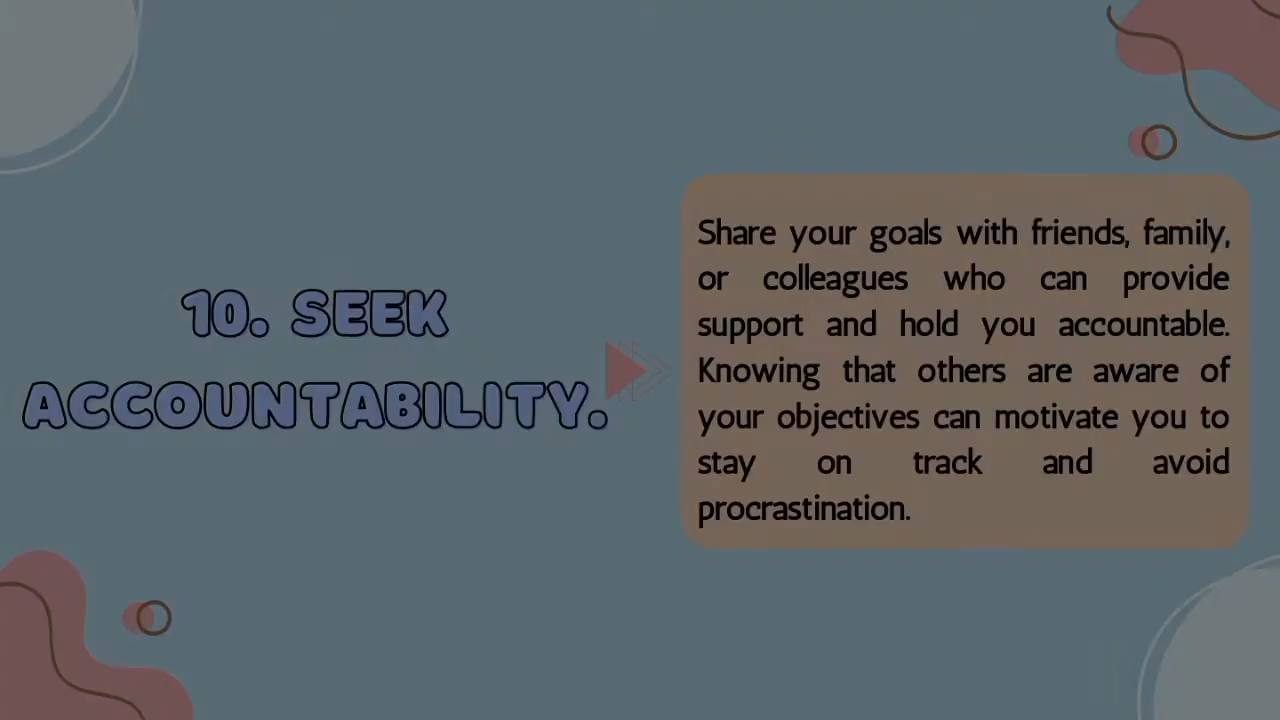 10. SEEK
ACCOUNTABILITY.
Share your goals with friends, family,
or colleagues who can provide
support and hold you accountable.
Knowing that others are aware of
your objectives can motivate you to
stay on track and avoid
procrastination.